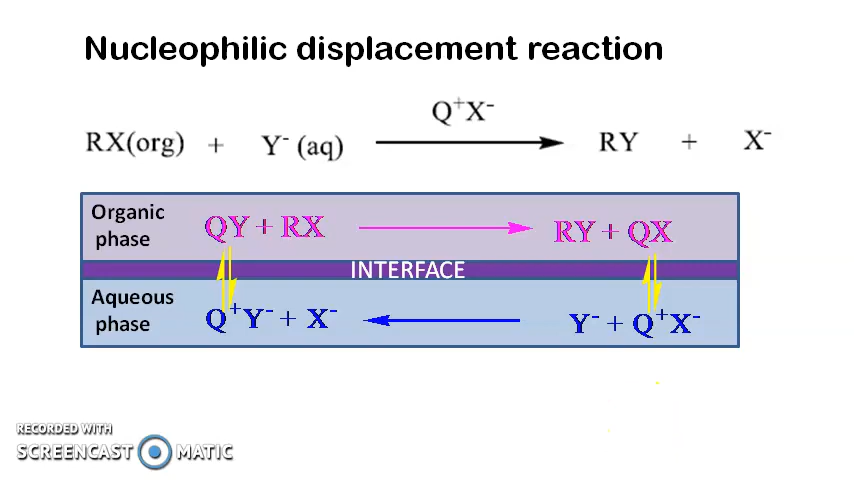 Nucleophilic displacement reaction
Q⁺X⁻
RX(org) + Y⁻ (aq) RY + X⁻
Organic
phase
QY + RX RY + QX
INTERFACE
Aqueous
phase
Q⁺Y⁻ + X⁻ Y⁻ + Q⁺X⁻
RECORDED WITH
SCREENCAST MATIC